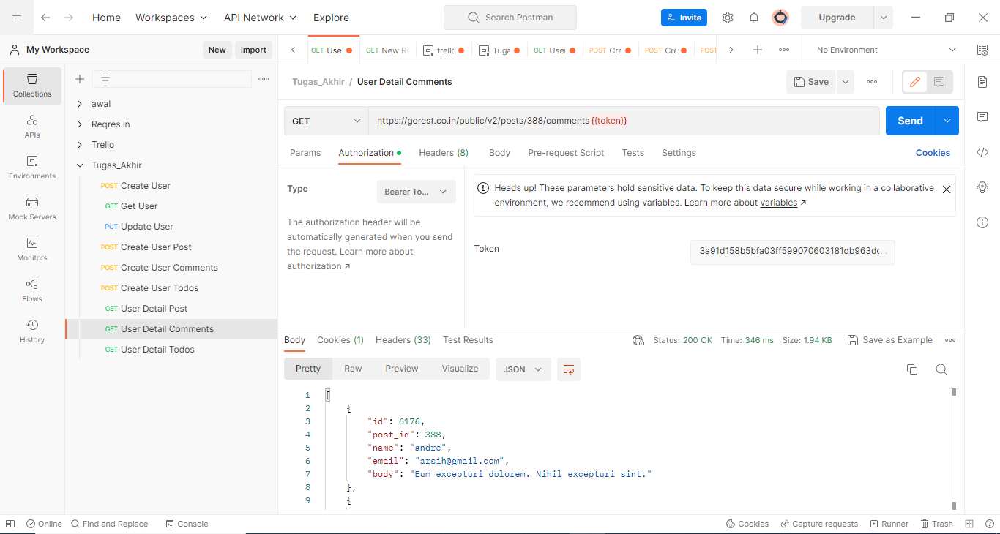 Home Workspaces API Network Explore Search Postman Invite Upgrade
My Workspace New Import GET Use GET New Re trello Tuga GET User POST Cre POST Cre POST No Environment
Collections
APIs
Environments
Mock Servers
Monitors
Flows
History
awal
Reqres.in
Trello
Tugas_Akhir
POST Create User
GET Get User
PUT Update User
POST Create User Post
POST Create User Comments
POST Create User Todos
GET User Detail Post
GET User Detail Comments
GET User Detail Todos
Tugas_Akhir / User Detail Comments Save
GET https://gorest.co.in/public/v2/posts/388/comments{{token}} Send
Params Authorization Headers (8) Body Pre-request Script Tests Settings Cookies
Type Bearer To...
The authorization header will be
automatically generated when you send
the request. Learn more about
authorization ↗
Heads up! These parameters hold sensitive data. To keep this data secure while working in a collaborative
environment, we recommend using variables. Learn more about variables ↗
Token 3a91d158b5bfa03ff599070603181db963dc...
Body Cookies (1) Headers (33) Test Results Status: 200 OK Time: 346 ms Size: 1.94 KB Save as Example
Pretty Raw Preview Visualize JSON
1 [
2 {
3 "id": 6176,
4 "post_id": 388,
5 "name": "andre",
6 "email": "arsih@gmail.com",
7 "body": "Eum excepturi dolorem. Nihil excepturi sint."
8 },
9 {
Online Find and Replace Console Cookies Capture requests Runner Trash